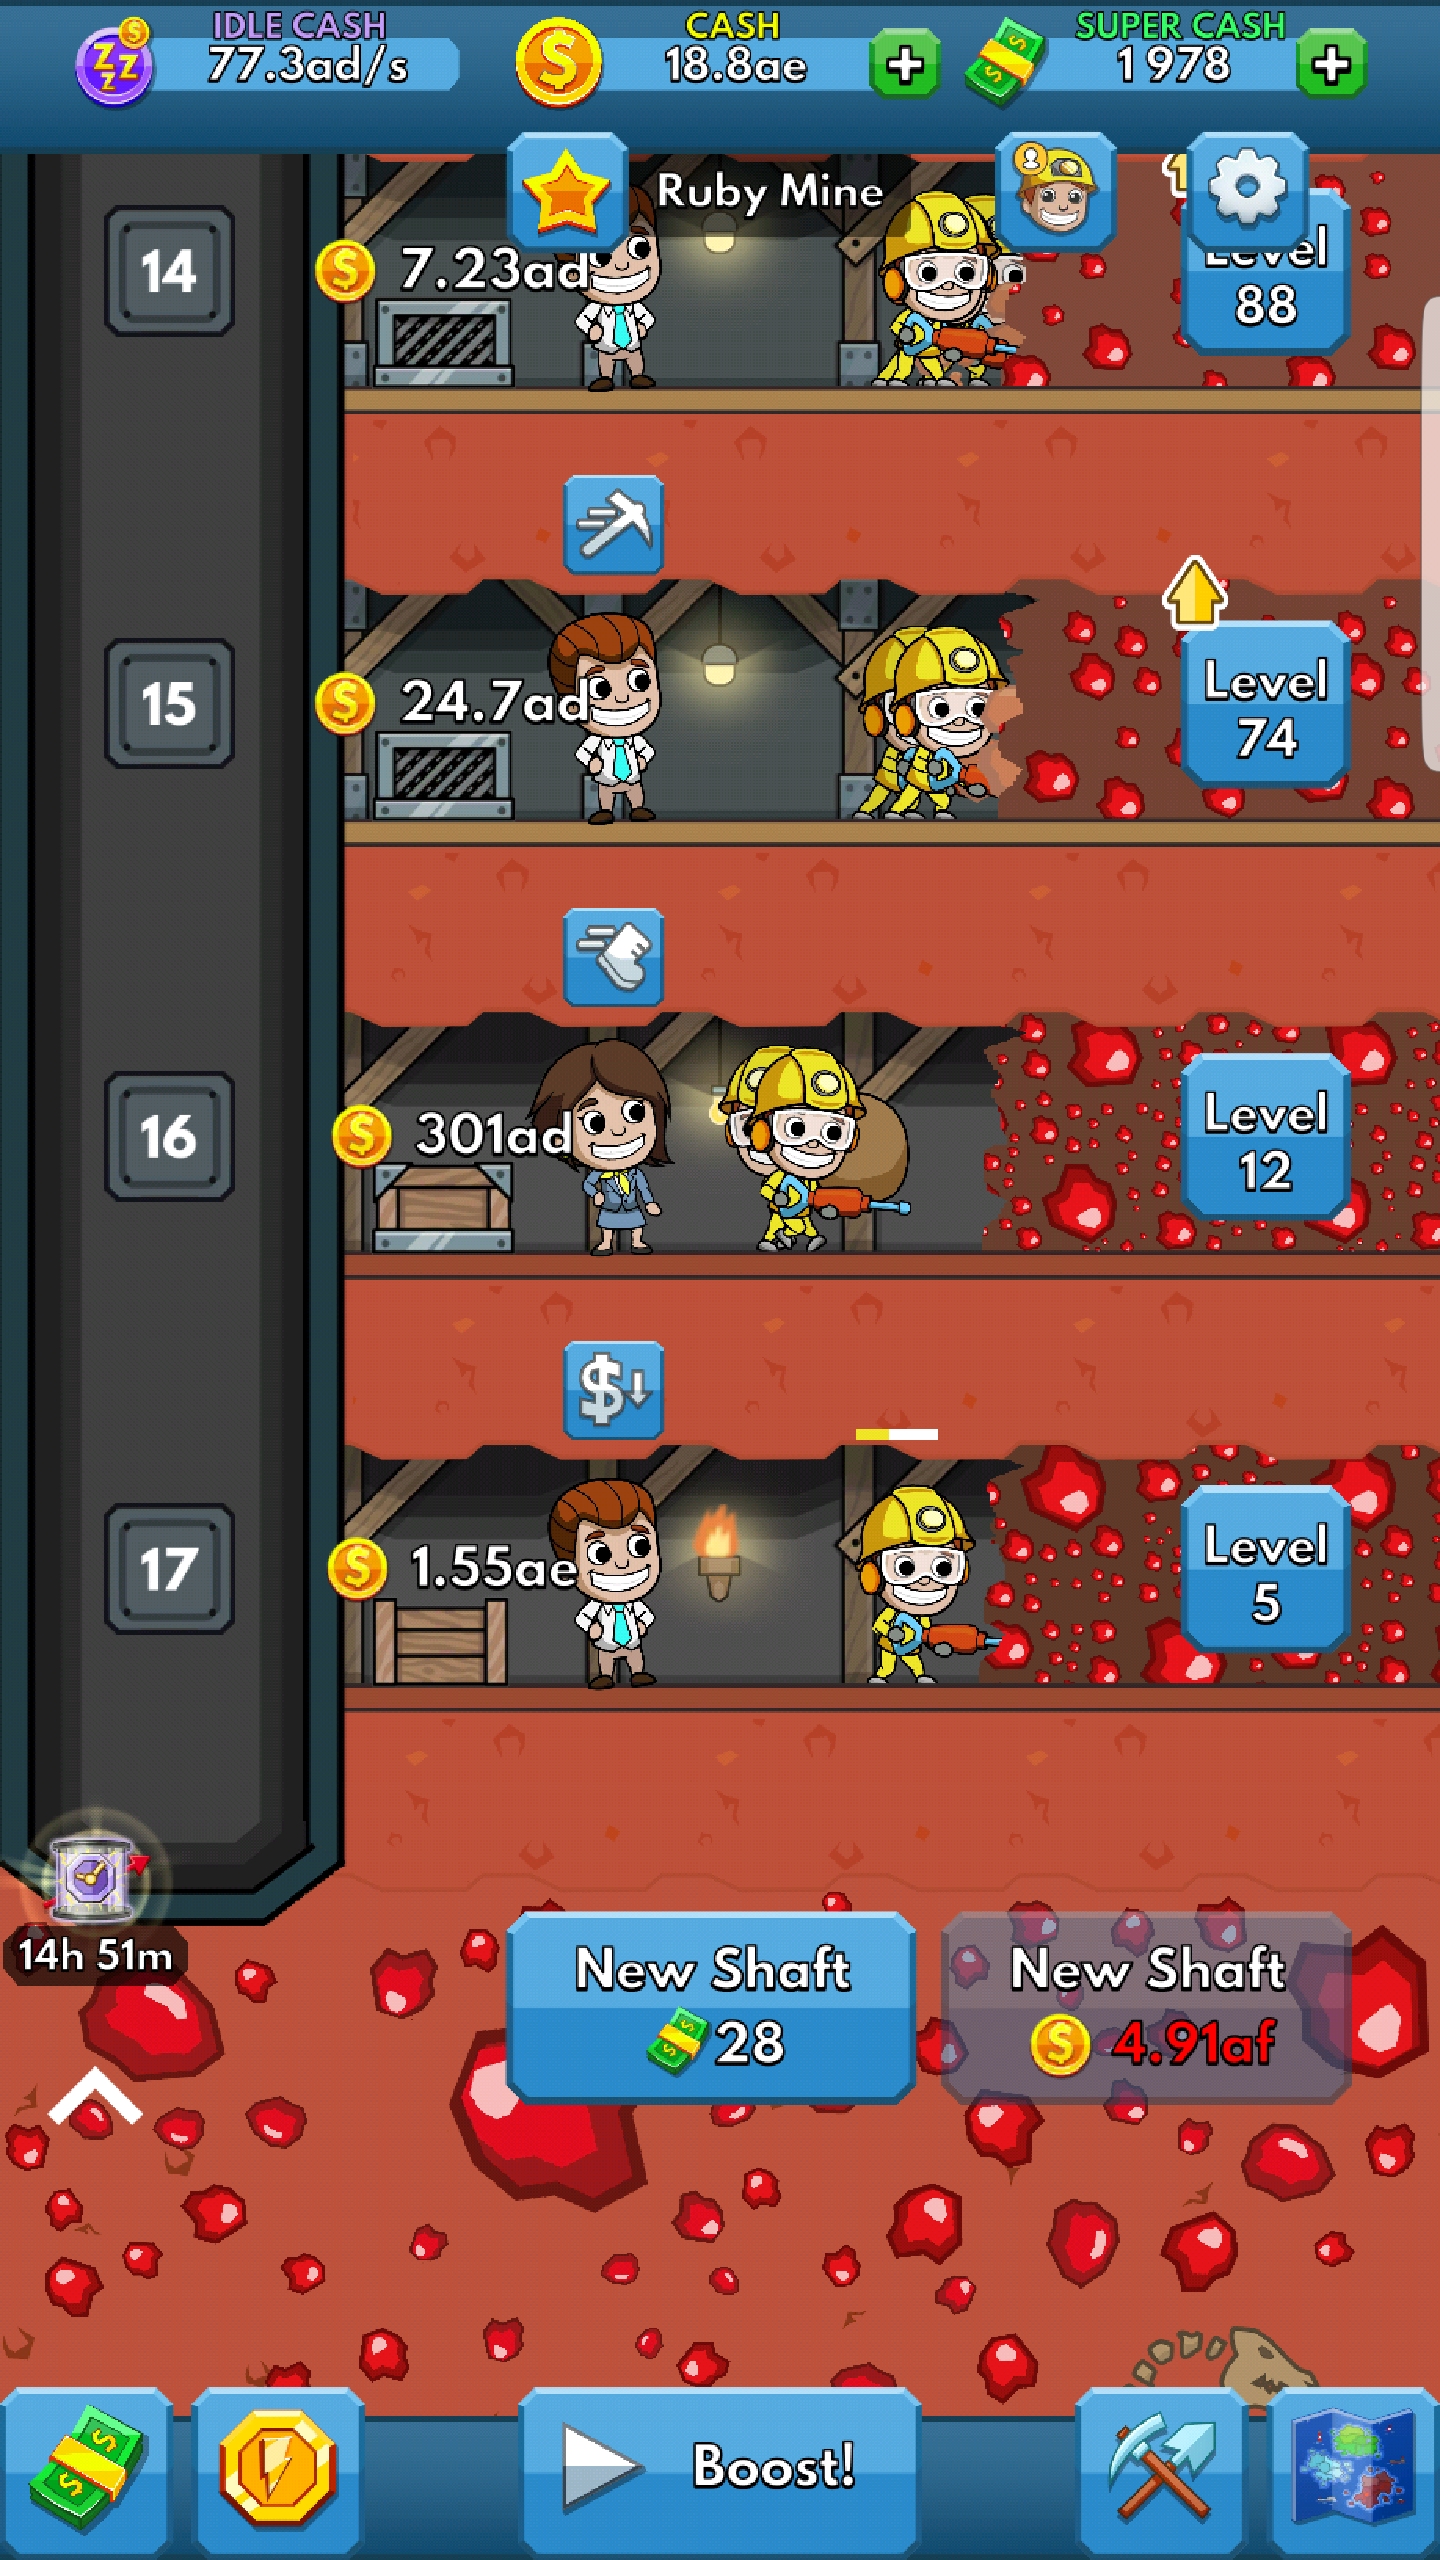 IDLE CASH
77.3ad/s
CASH
18.8ae
SUPER CASH
1978
Ruby Mine
14
7.23ad
Level
88
15
24.7ad
Level
74
16
301ad
Level
12
17
1.55ae
Level
5
14h 51m
New Shaft
28
New Shaft
4.91af
Boost!